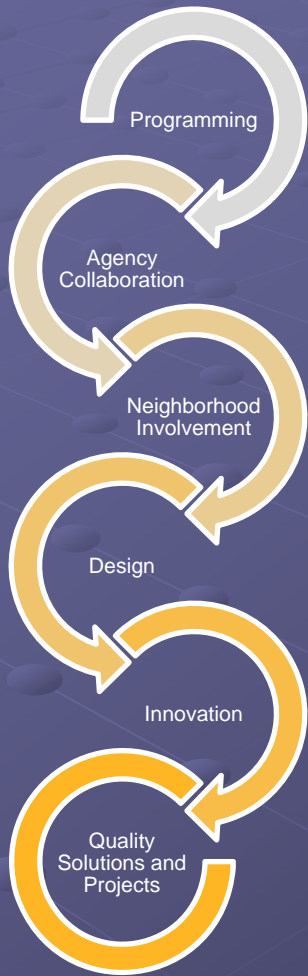 Programming
Agency
Collaboration
Neighborhood
Involvement
Design
Innovation
Quality
Solutions and
Projects